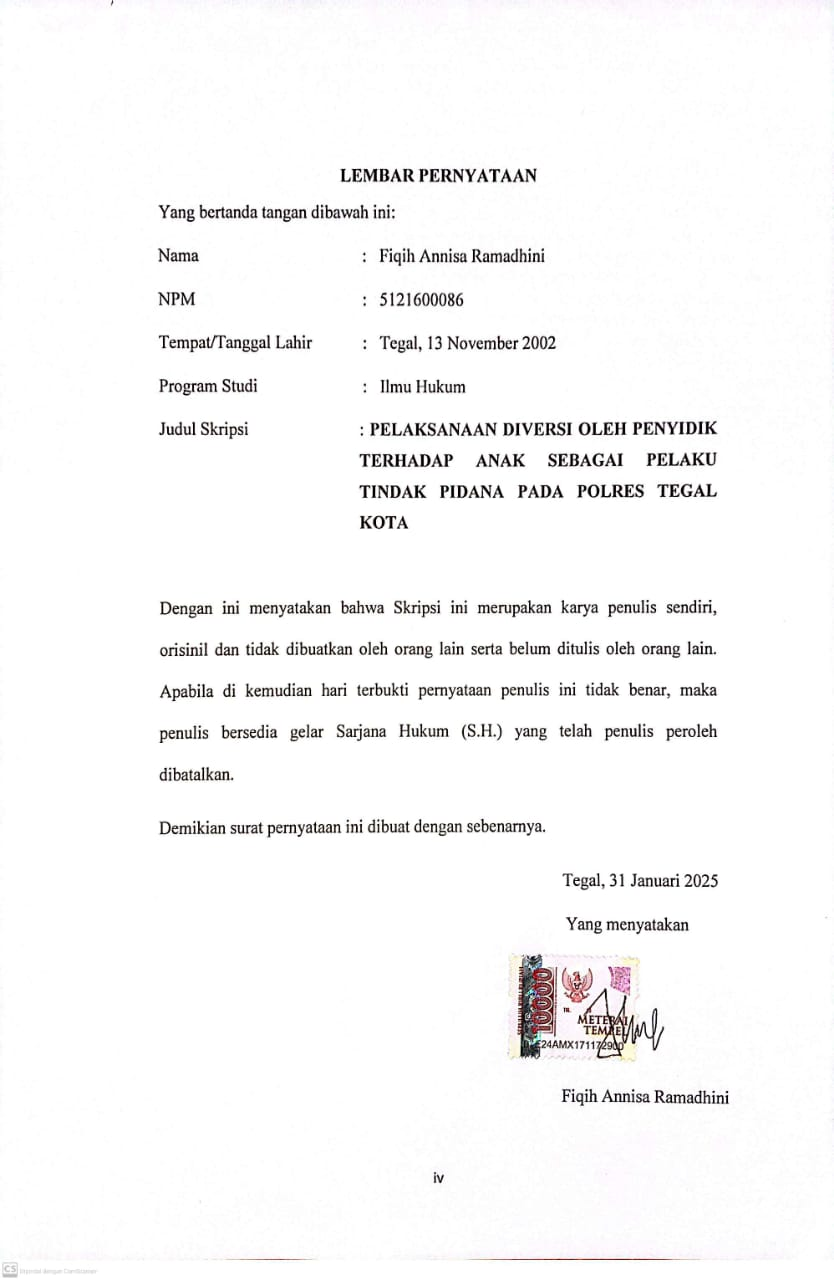 LEMBAR PERNYATAAN
Yang bertanda tangan dibawah ini:
Nama : Fiqih Annisa Ramadhini
NPM : 5121600086
Tempat/Tanggal Lahir : Tegal, 13 November 2002
Program Studi : Ilmu Hukum
Judul Skripsi : PELAKSANAAN DIVERSI OLEH PENYIDIK
TERHADAP ANAK SEBAGAI PELAKU
TINDAK PIDANA PADA POLRES TEGAL
KOTA
Dengan ini menyatakan bahwa Skripsi ini merupakan karya penulis sendiri,
orisinil dan tidak dibuatkan oleh orang lain serta belum ditulis oleh orang lain.
Apabila di kemudian hari terbukti pernyataan penulis ini tidak benar, maka
penulis bersedia gelar Sarjana Hukum (S.H.) yang telah penulis peroleh
dibatalkan.
Demikian surat pernyataan ini dibuat dengan sebenarnya.
Tegal, 31 Januari 2025
Yang menyatakan
10000
METERAI
TEMPEL
Fiqih Annisa Ramadhini
iv
CS Dipindai dengan CamScanner